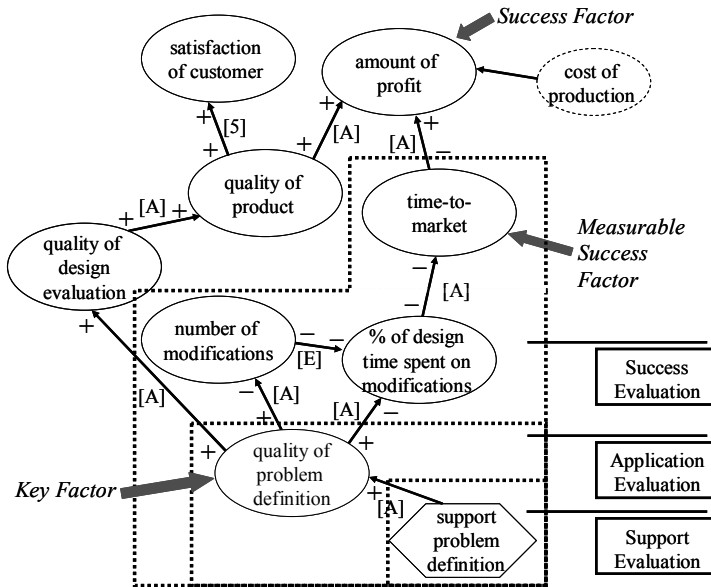 Success Factor
satisfaction
of customer
amount of
profit
cost of
production
+
+
+
[5]
+
+
[A]
+
[A]
−
quality of
product
time-to-
market
+
[A]
+
Measurable
Success
Factor
quality of
design
evaluation
−
[A]
−
+
number of
modifications
−
−
[E]
% of design
time spent on
modifications
Success
Evaluation
[A]
−
[A]
+
[A]
−
+
+
quality of
problem
definition
Application
Evaluation
Key Factor
+
[A]
support
problem
definition
Support
Evaluation